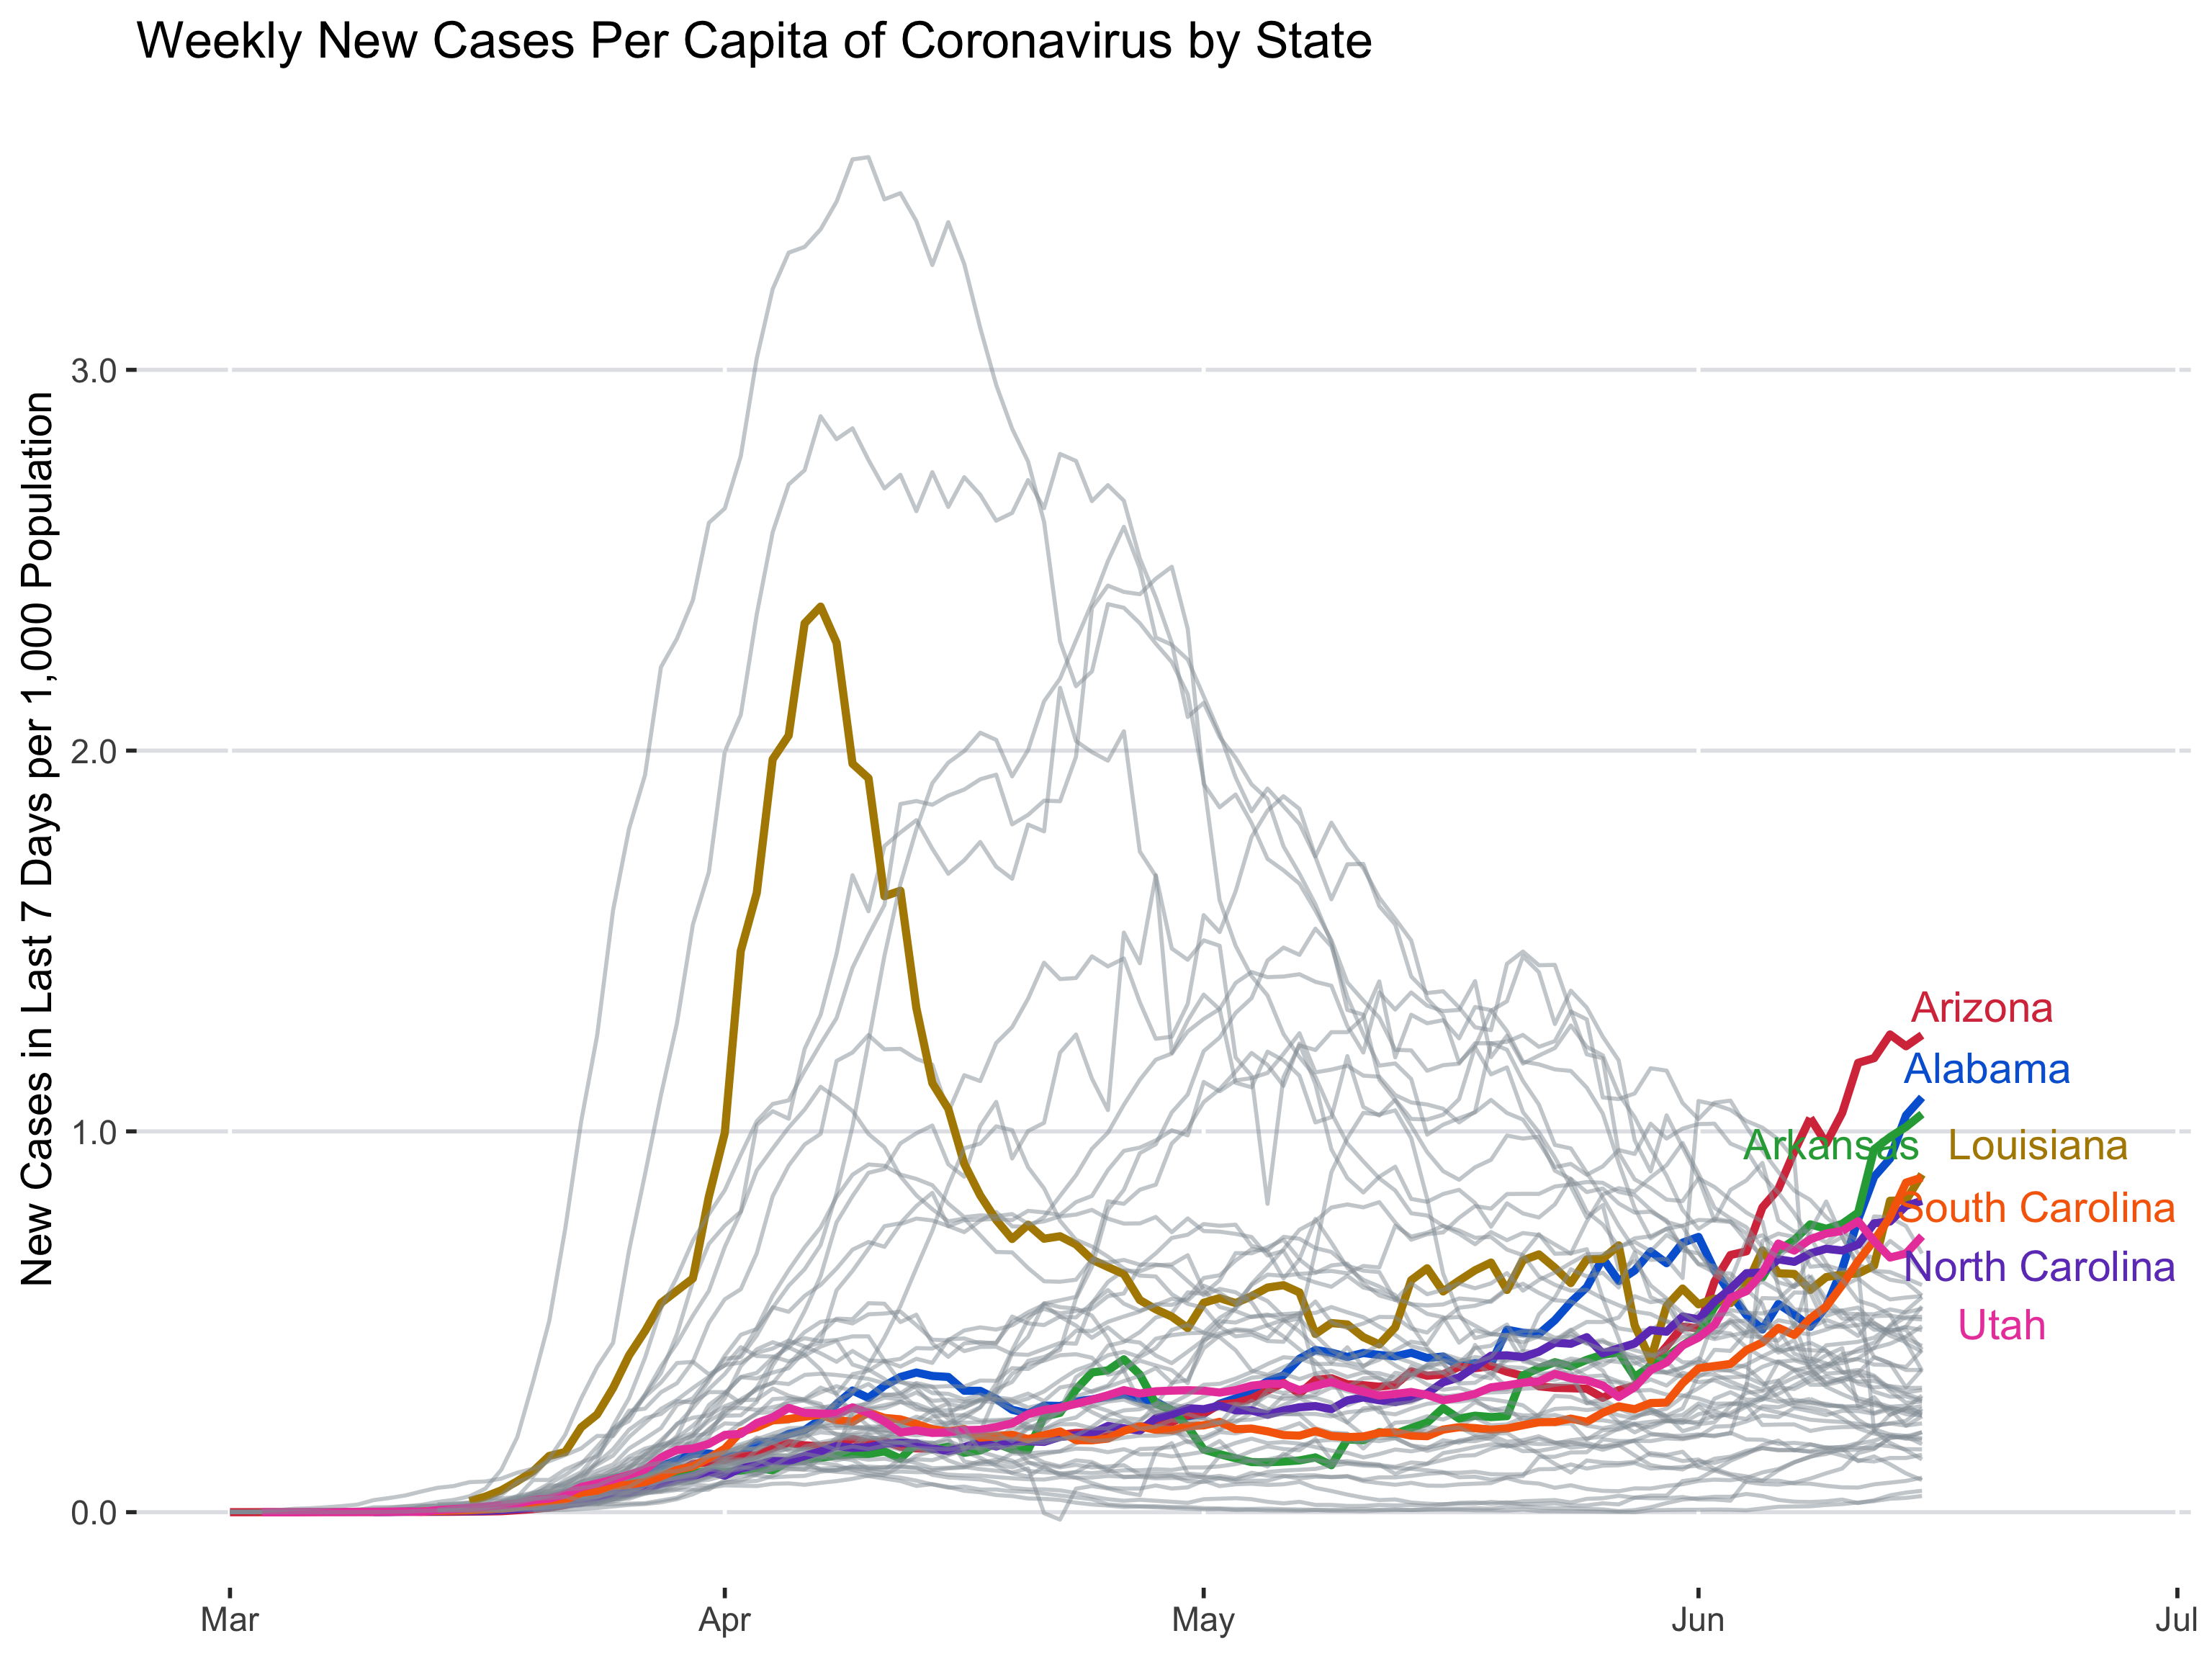 Weekly New Cases Per Capita of Coronavirus by State
New Cases in Last 7 Days per 1,000 Population
3.0
2.0
1.0
0.0
Arizona
Alabama
Arkansas
Louisiana
South Carolina
North Carolina
Utah
Mar
Apr
May
Jun
Jul